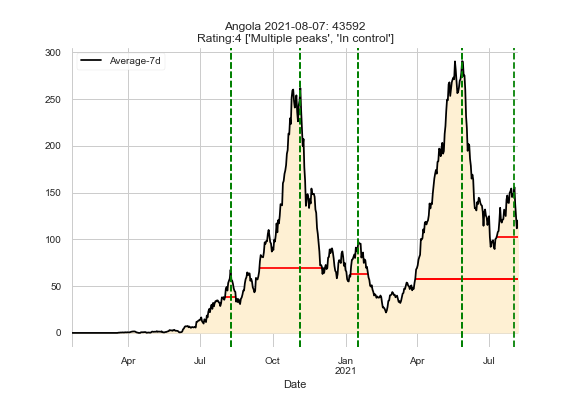 Angola 2021-08-07: 43592
Rating:4 ['Multiple peaks', 'In control']
Average-7d
300
250
200
150
100
50
0
Apr
Jul
Oct
Jan
2021
Apr
Jul
Date